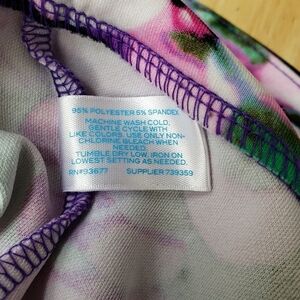 95% POLYESTER 5% SPANDEX
MACHINE WASH COLD,
GENTLE CYCLE WITH
LIKE COLORS. USE ONLY NON-
CHLORINE BLEACH WHEN
NEEDED.
TUMBLE DRY LOW. IRON ON
LOWEST SETTING AS NEEDED.
RN#93677 SUPPLIER 739359